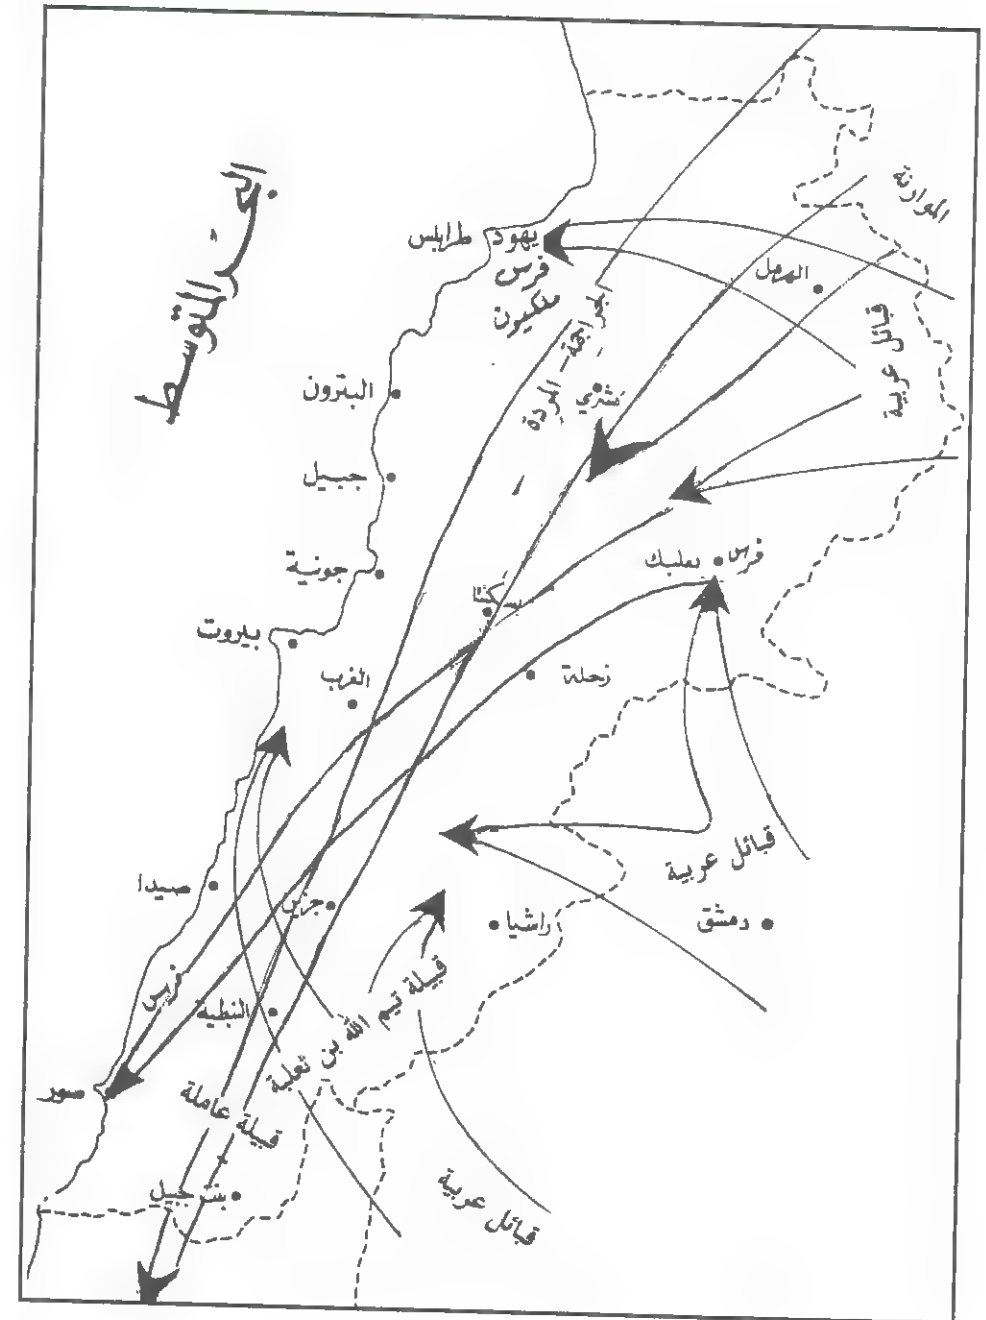 البحر المتوسط
الموارنة
طرابلس
يهود
فرس
الهرمل
الجراجمة - المردة
قبائل عربية
بشري
البترون
جبيل
جونية
بعلبك
فرس
بسكنتا
بيروت
الغرب
زحلة
قبائل عربية
صيدا
جزين
راشيا
دمشق
فرس
النبطية
قبيلة تيم الله بن ثعلبة
صور
قبيلة عاملة
بنت جبيل
قبائل عربية